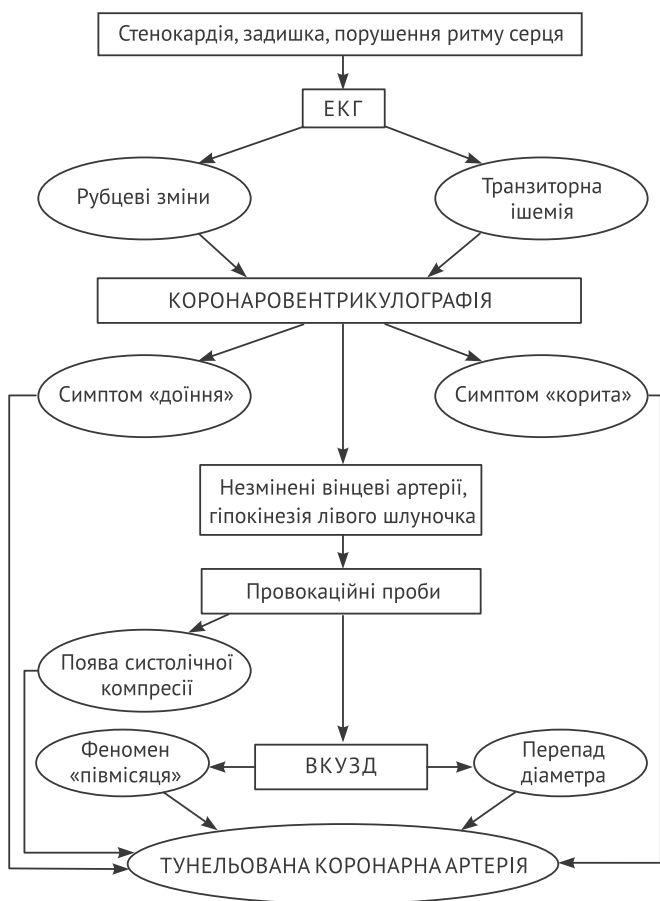 Стенокардія, задишка, порушення ритму серця
ЕКГ
Рубцеві зміни
Транзиторна
ішемія
КОРОНАРОВЕНТРИКУЛОГРАФІЯ
Симптом «доїння»
Симптом «корита»
Незмінені вінцеві артерії,
гіпокінезія лівого шлуночка
Провокаційні проби
Поява систолічної
компресії
Феномен
«півмісяця»
ВКУЗД
Перепад
діаметра
ТУНЕЛЬОВАНА КОРОНАРНА АРТЕРІЯ